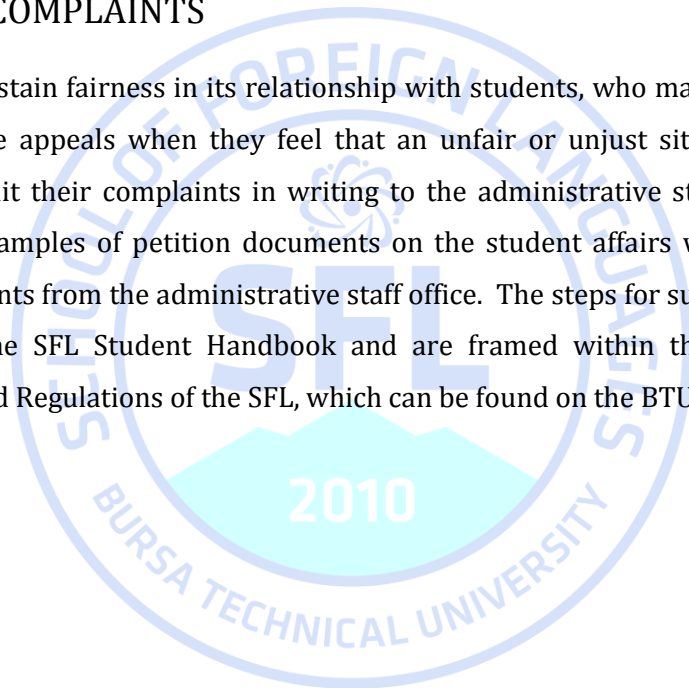 COMPLAINTS
stain fairness in its relationship with students, who ma
e appeals when they feel that an unfair or unjust sit
it their complaints in writing to the administrative st
amples of petition documents on the student affairs
nts from the administrative staff office. The steps for su
he SFL Student Handbook and are framed within th
d Regulations of the SFL, which can be found on the BTU
SCHOOL OF FOREIGN LANGUAGES
SFL
2010
BURSA TECHNICAL UNIVERSITY